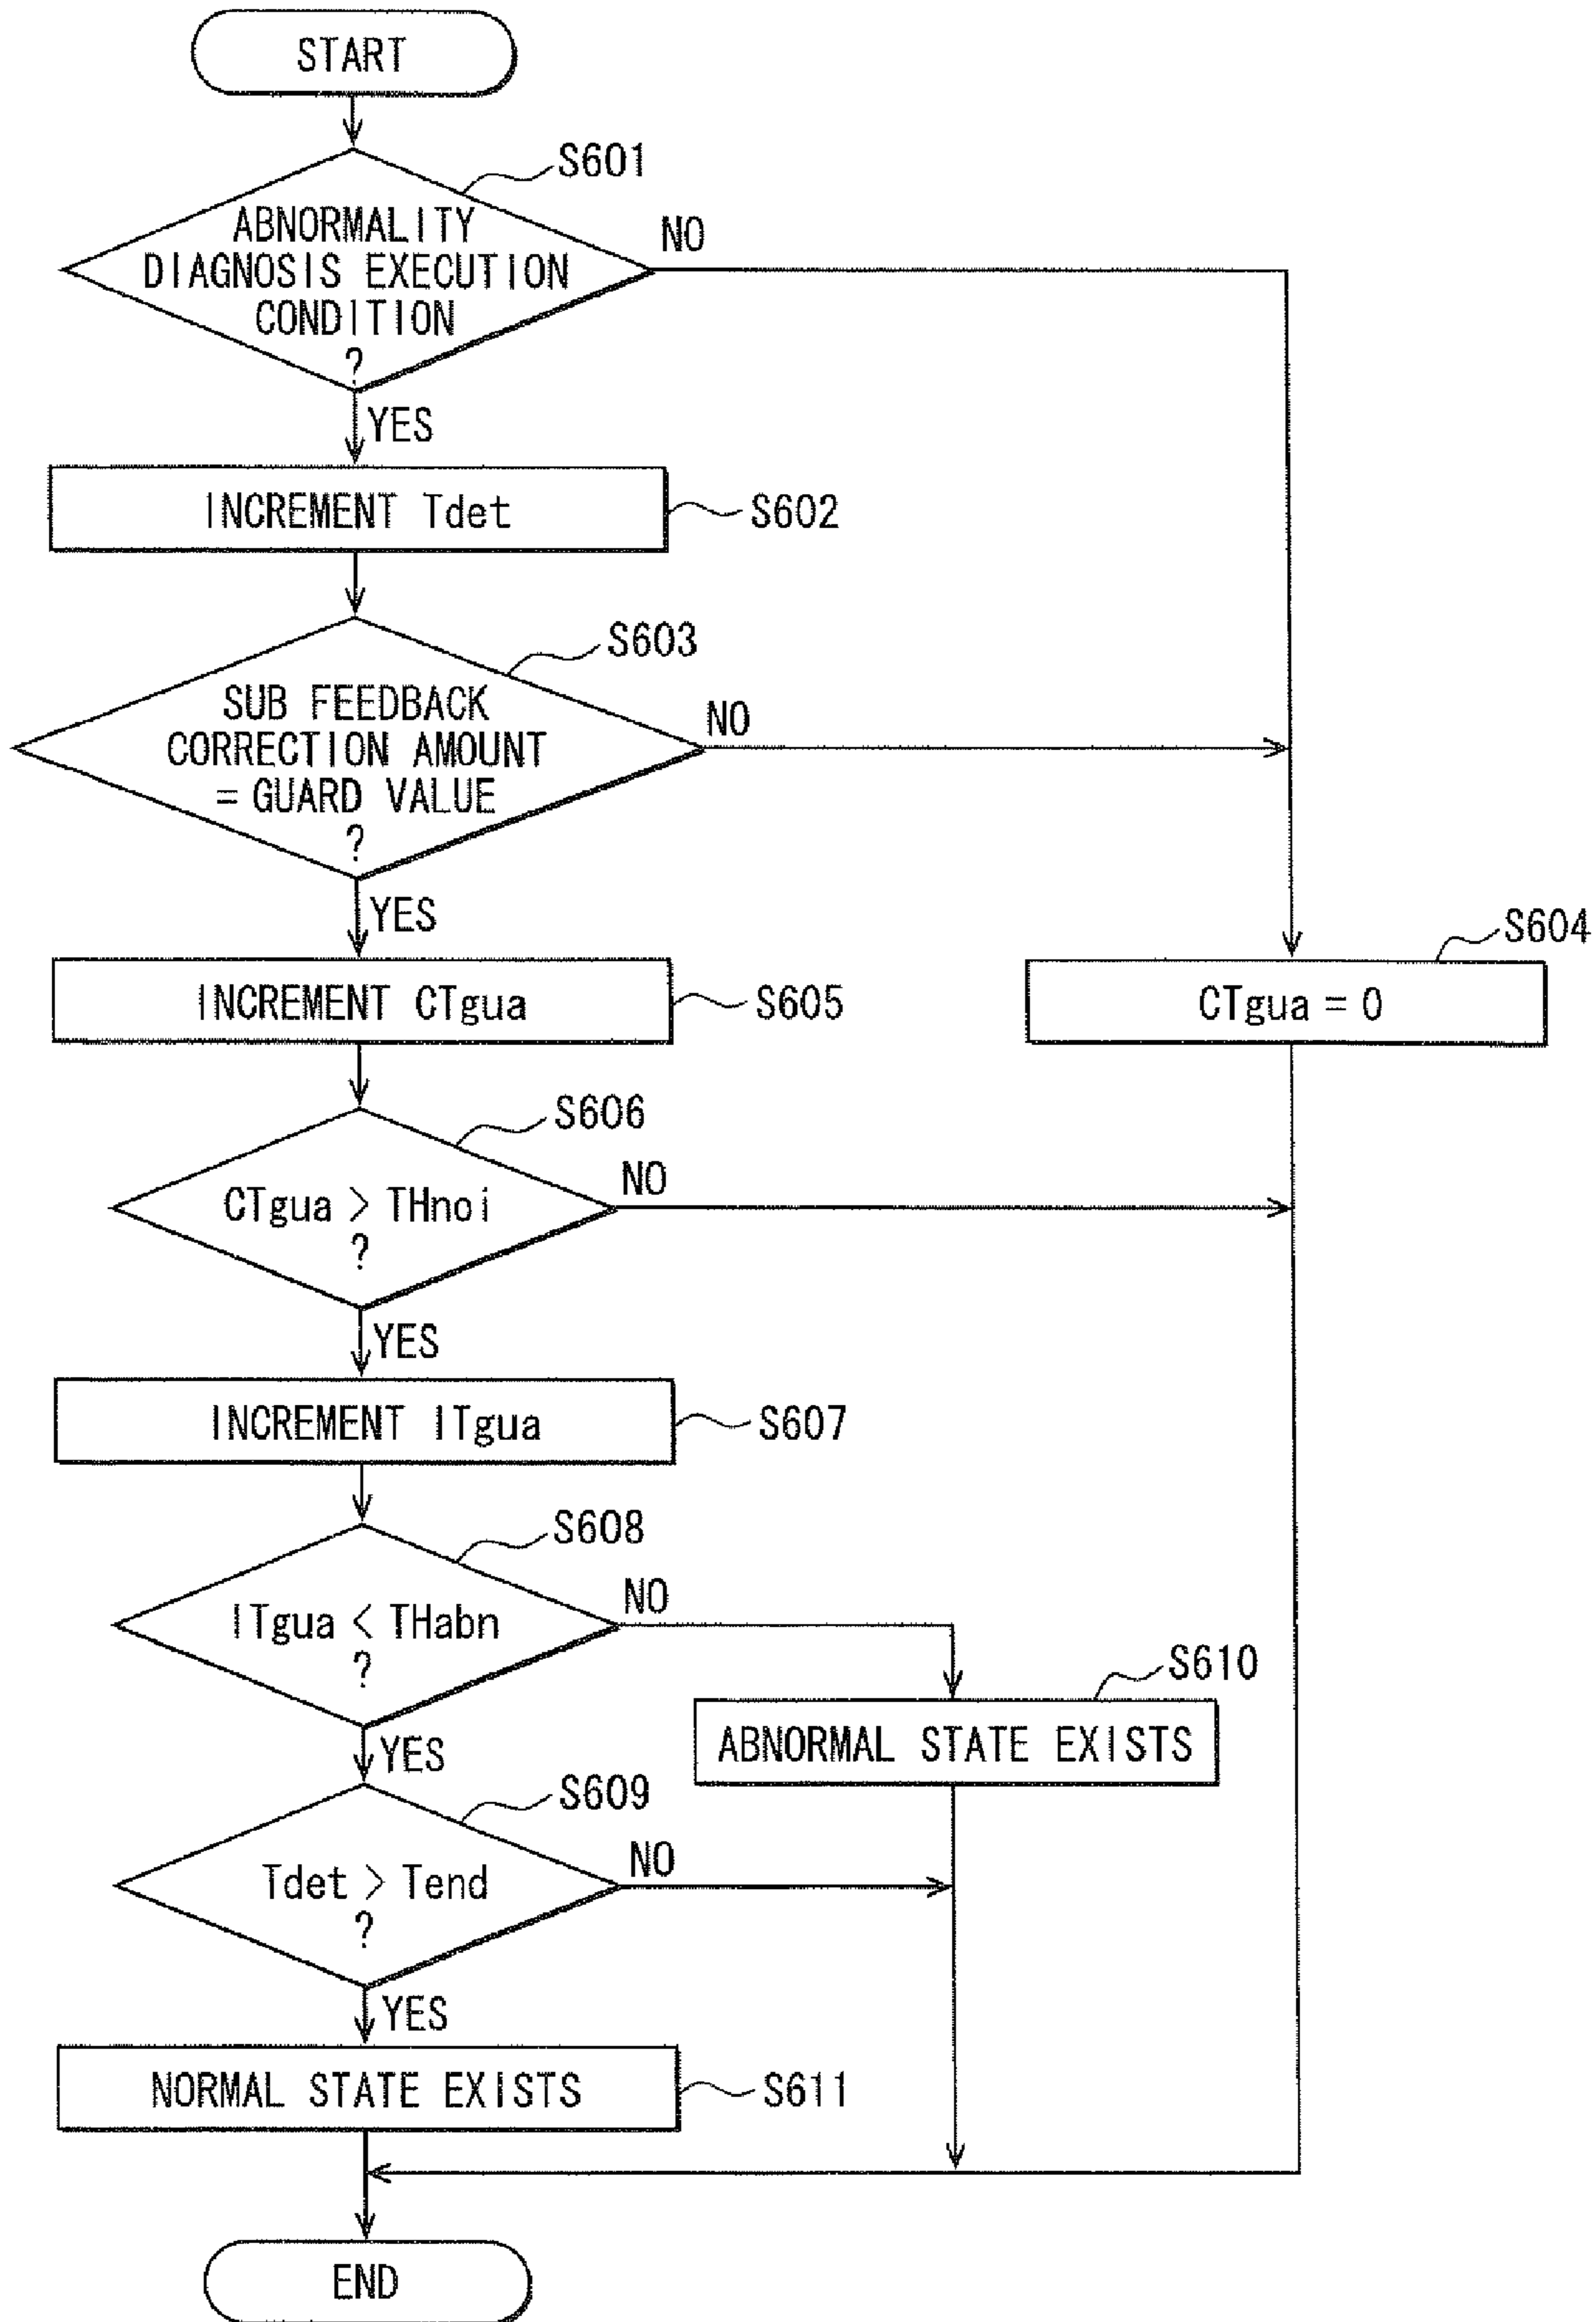 START
S601
ABNORMALITY
DIAGNOSIS EXECUTION
CONDITION
?
NO
YES
INCREMENT Tdet
S602
S603
SUB FEEDBACK
CORRECTION AMOUNT
= GUARD VALUE
?
NO
YES
S604
INCREMENT CTgua
S605
CTgua = 0
S606
CTgua > THnoi
?
NO
YES
INCREMENT ITgua
S607
S608
ITgua < THabn
?
NO
YES
S610
ABNORMAL STATE EXISTS
S609
Tdet > Tend
?
NO
YES
NORMAL STATE EXISTS
S611
END